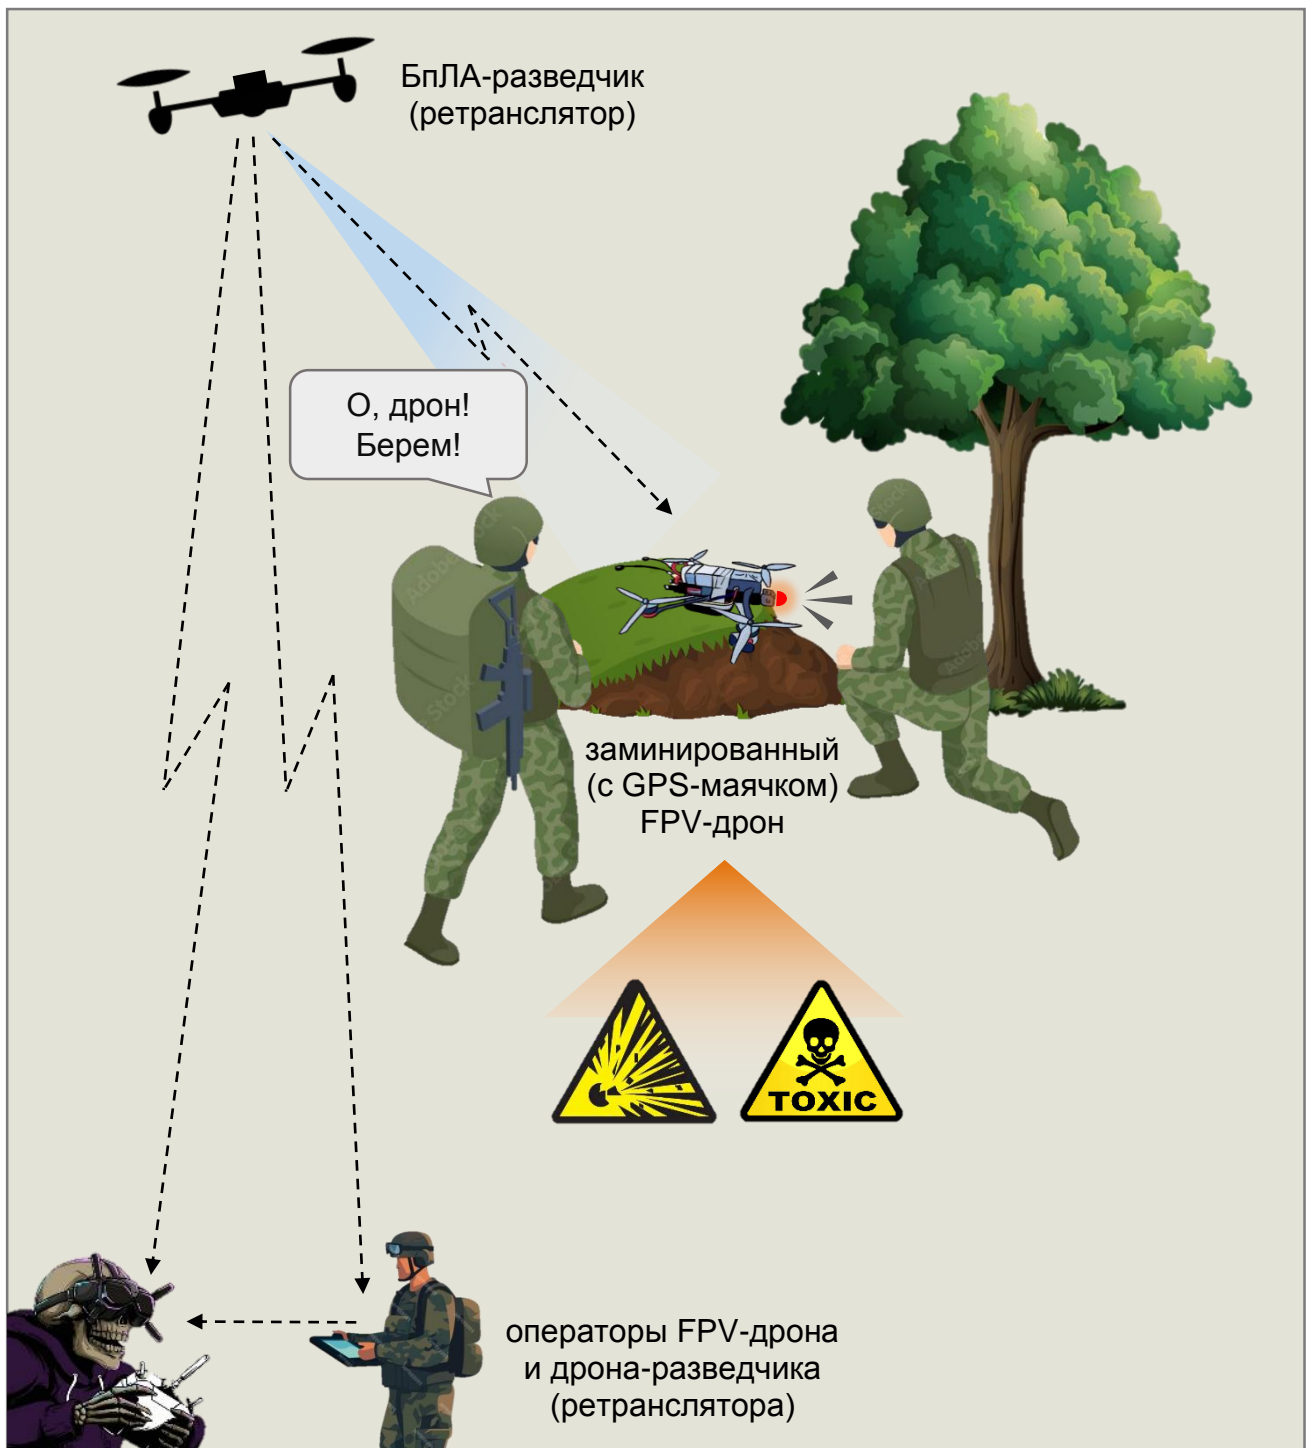 БпЛА-разведчик
(ретранслятор)
О, дрон!
Берем!
заминированный
(с GPS-маячком)
FPV-дрон
TOXIC
операторы FPV-дрона
и дрона-разведчика
(ретранслятора)